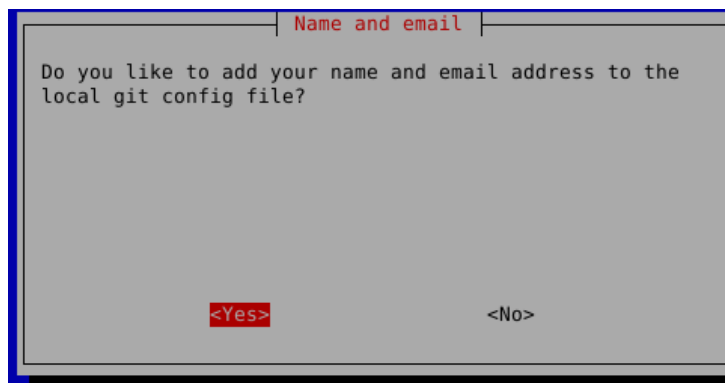 Name and email
Do you like to add your name and email address to the
local git config file?
<Yes> <No>